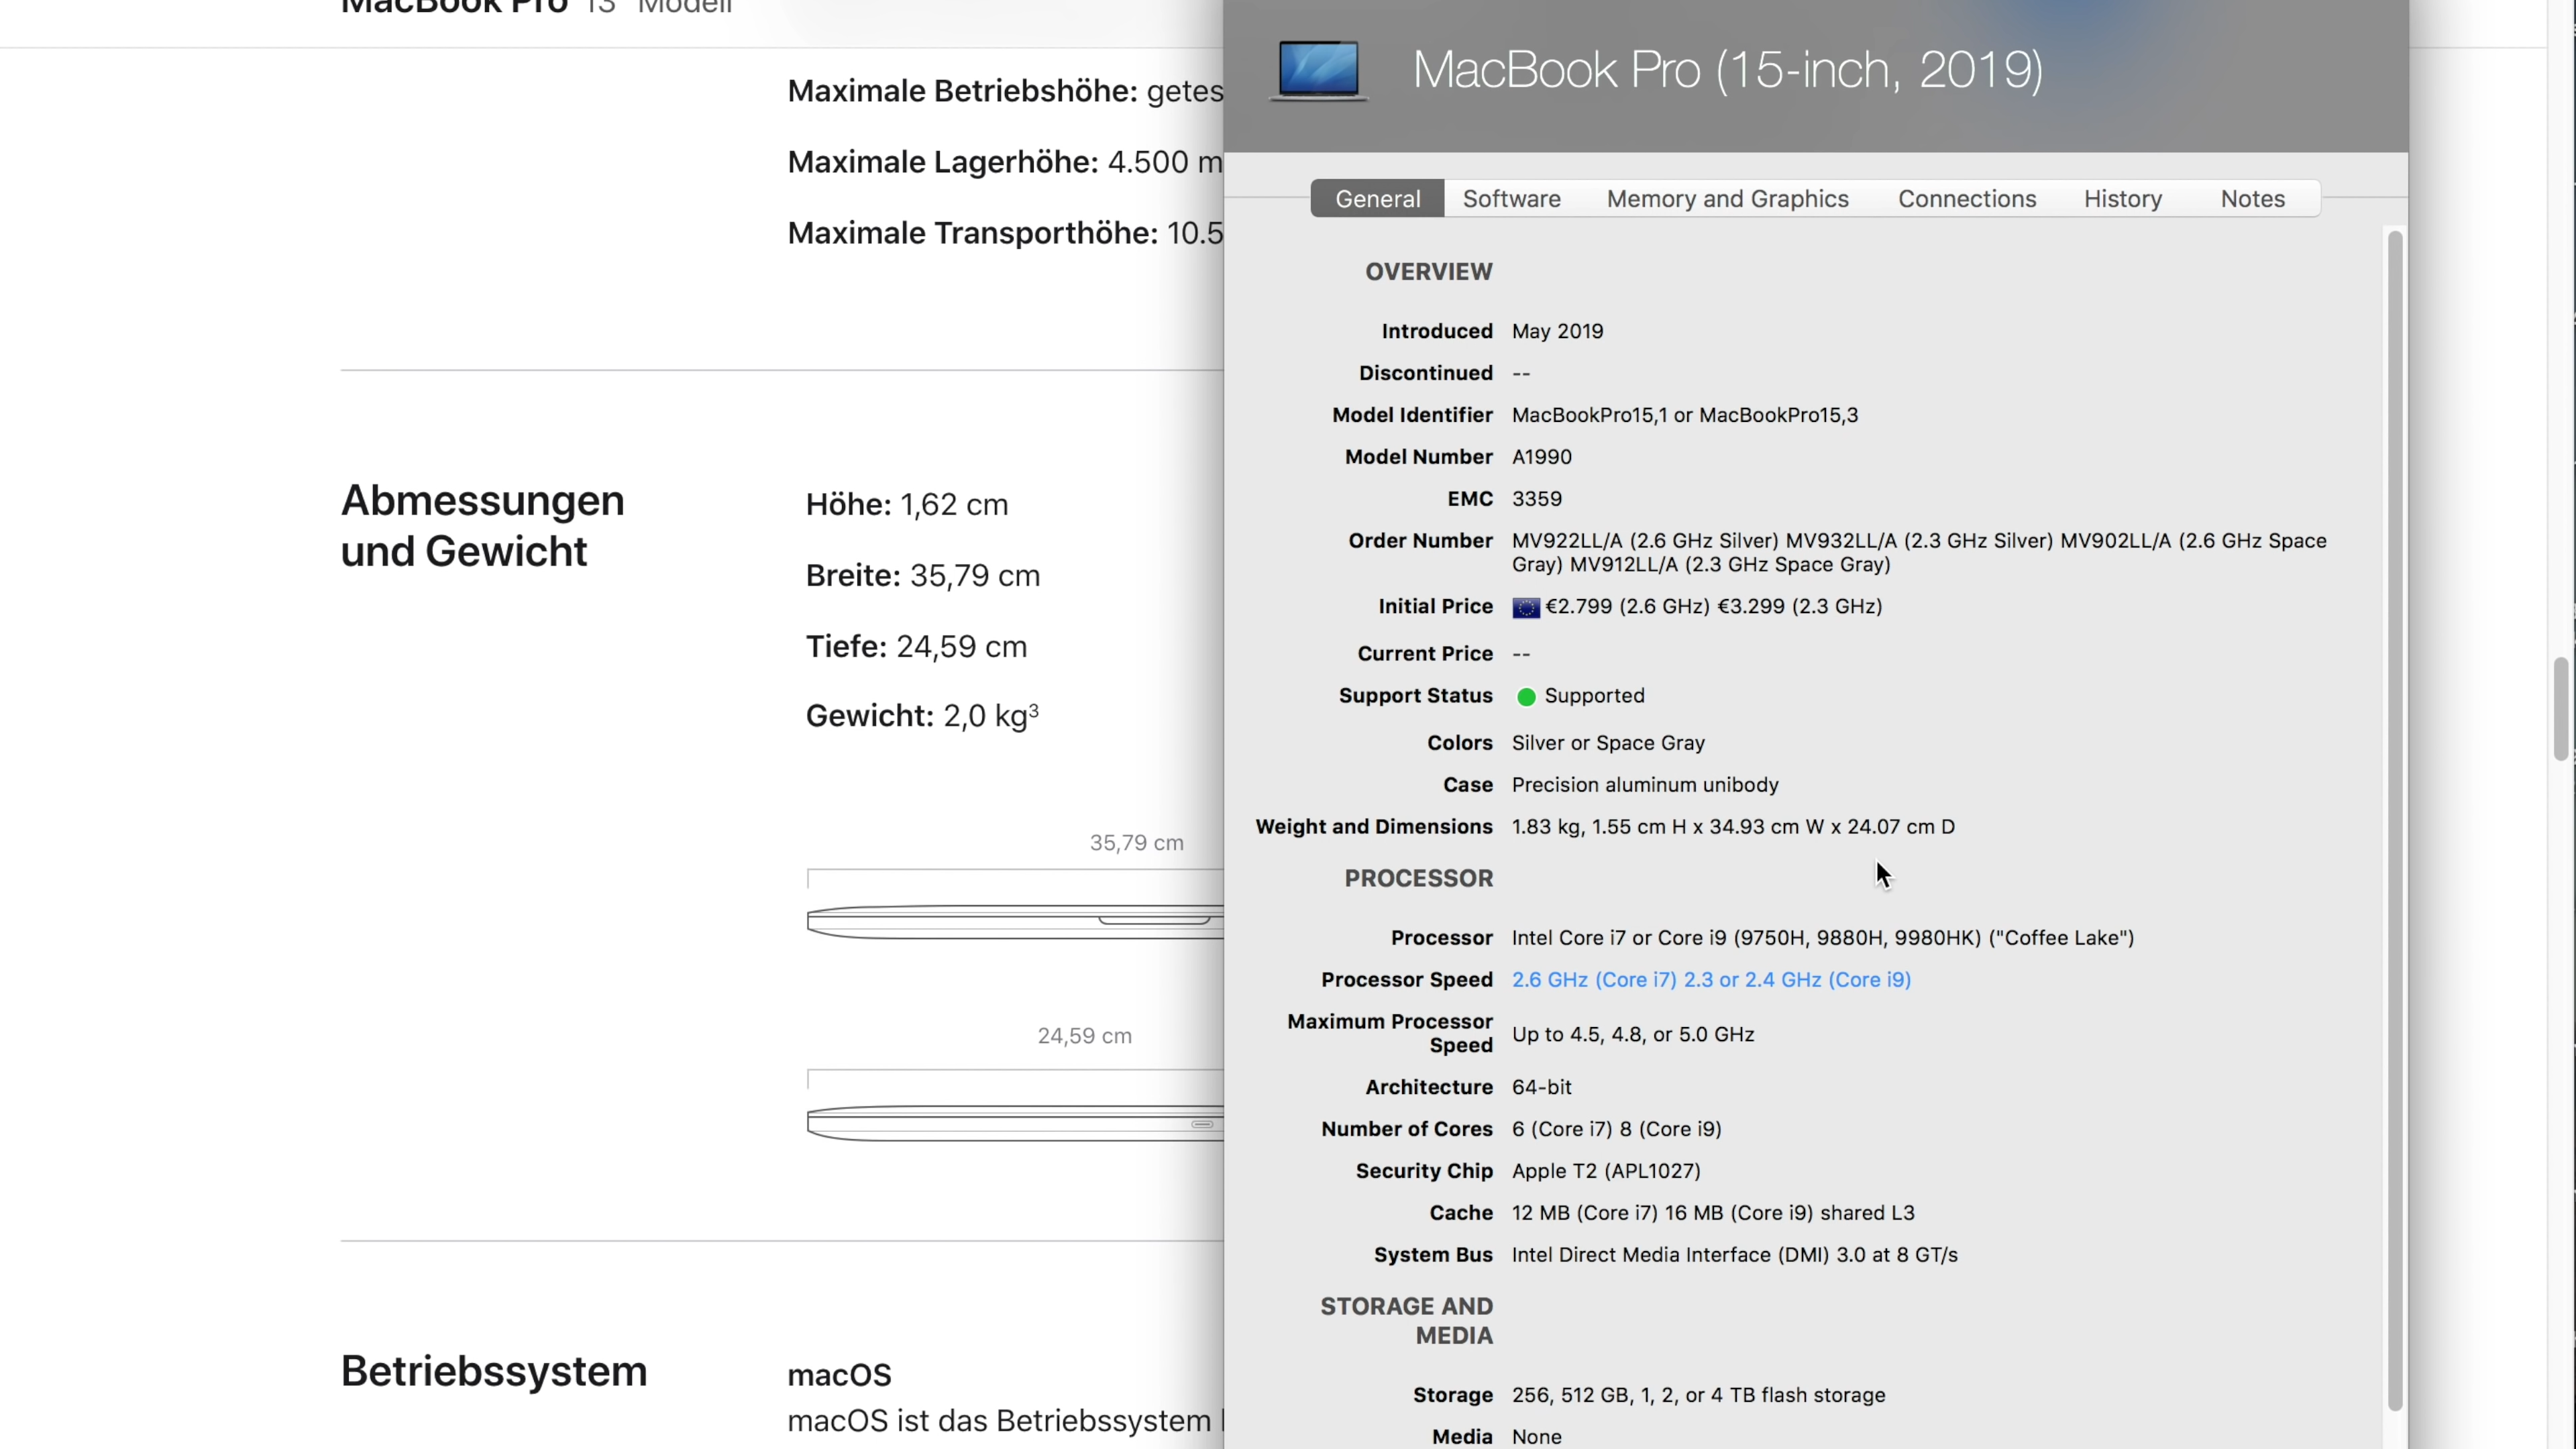 MacBook Pro 13" Modell
Maximale Betriebshöhe: getes
Maximale Lagerhöhe: 4.500 m
Maximale Transporthöhe: 10.5
Abmessungen
und Gewicht
Höhe: 1,62 cm
Breite: 35,79 cm
Tiefe: 24,59 cm
Gewicht: 2,0 kg³
35,79 cm
24,59 cm
Betriebssystem
macOS
macOS ist das Betriebssystem
MacBook Pro (15-inch, 2019)
General Software Memory and Graphics Connections History Notes
OVERVIEW
Introduced May 2019
Discontinued --
Model Identifier MacBookPro15,1 or MacBookPro15,3
Model Number A1990
EMC 3359
Order Number MV922LL/A (2.6 GHz Silver) MV932LL/A (2.3 GHz Silver) MV902LL/A (2.6 GHz Space
Gray) MV912LL/A (2.3 GHz Space Gray)
Initial Price €2.799 (2.6 GHz) €3.299 (2.3 GHz)
Current Price --
Support Status Supported
Colors Silver or Space Gray
Case Precision aluminum unibody
Weight and Dimensions 1.83 kg, 1.55 cm H x 34.93 cm W x 24.07 cm D
PROCESSOR
Processor Intel Core i7 or Core i9 (9750H, 9880H, 9980HK) ("Coffee Lake")
Processor Speed 2.6 GHz (Core i7) 2.3 or 2.4 GHz (Core i9)
Maximum Processor
Speed Up to 4.5, 4.8, or 5.0 GHz
Architecture 64-bit
Number of Cores 6 (Core i7) 8 (Core i9)
Security Chip Apple T2 (APL1027)
Cache 12 MB (Core i7) 16 MB (Core i9) shared L3
System Bus Intel Direct Media Interface (DMI) 3.0 at 8 GT/s
STORAGE AND
MEDIA
Storage 256, 512 GB, 1, 2, or 4 TB flash storage
Media None